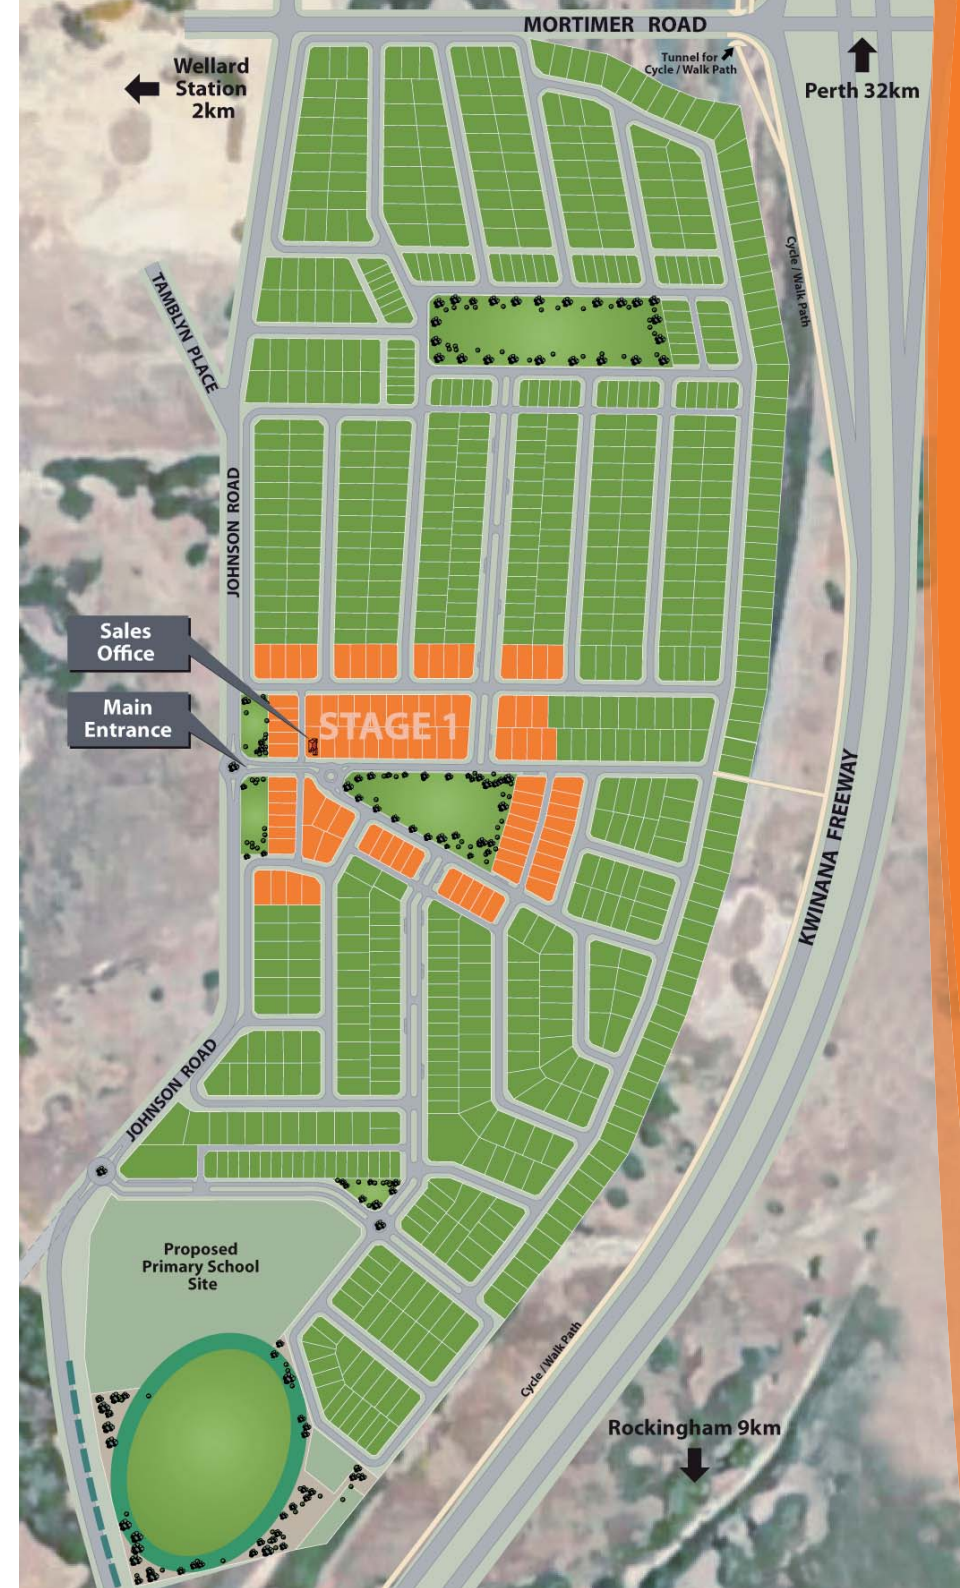 MORTIMER ROAD
Tunnel for
Cycle / Walk Path
Wellard
Station
2km
Perth 32km
Cycle / Walk Path
TAMBLYN PLACE
JOHNSON ROAD
Sales
Office
Main
Entrance
STAGE 1
KWINANA FREEWAY
JOHNSON ROAD
Proposed
Primary School
Site
Cycle / Walk Path
Rockingham 9km